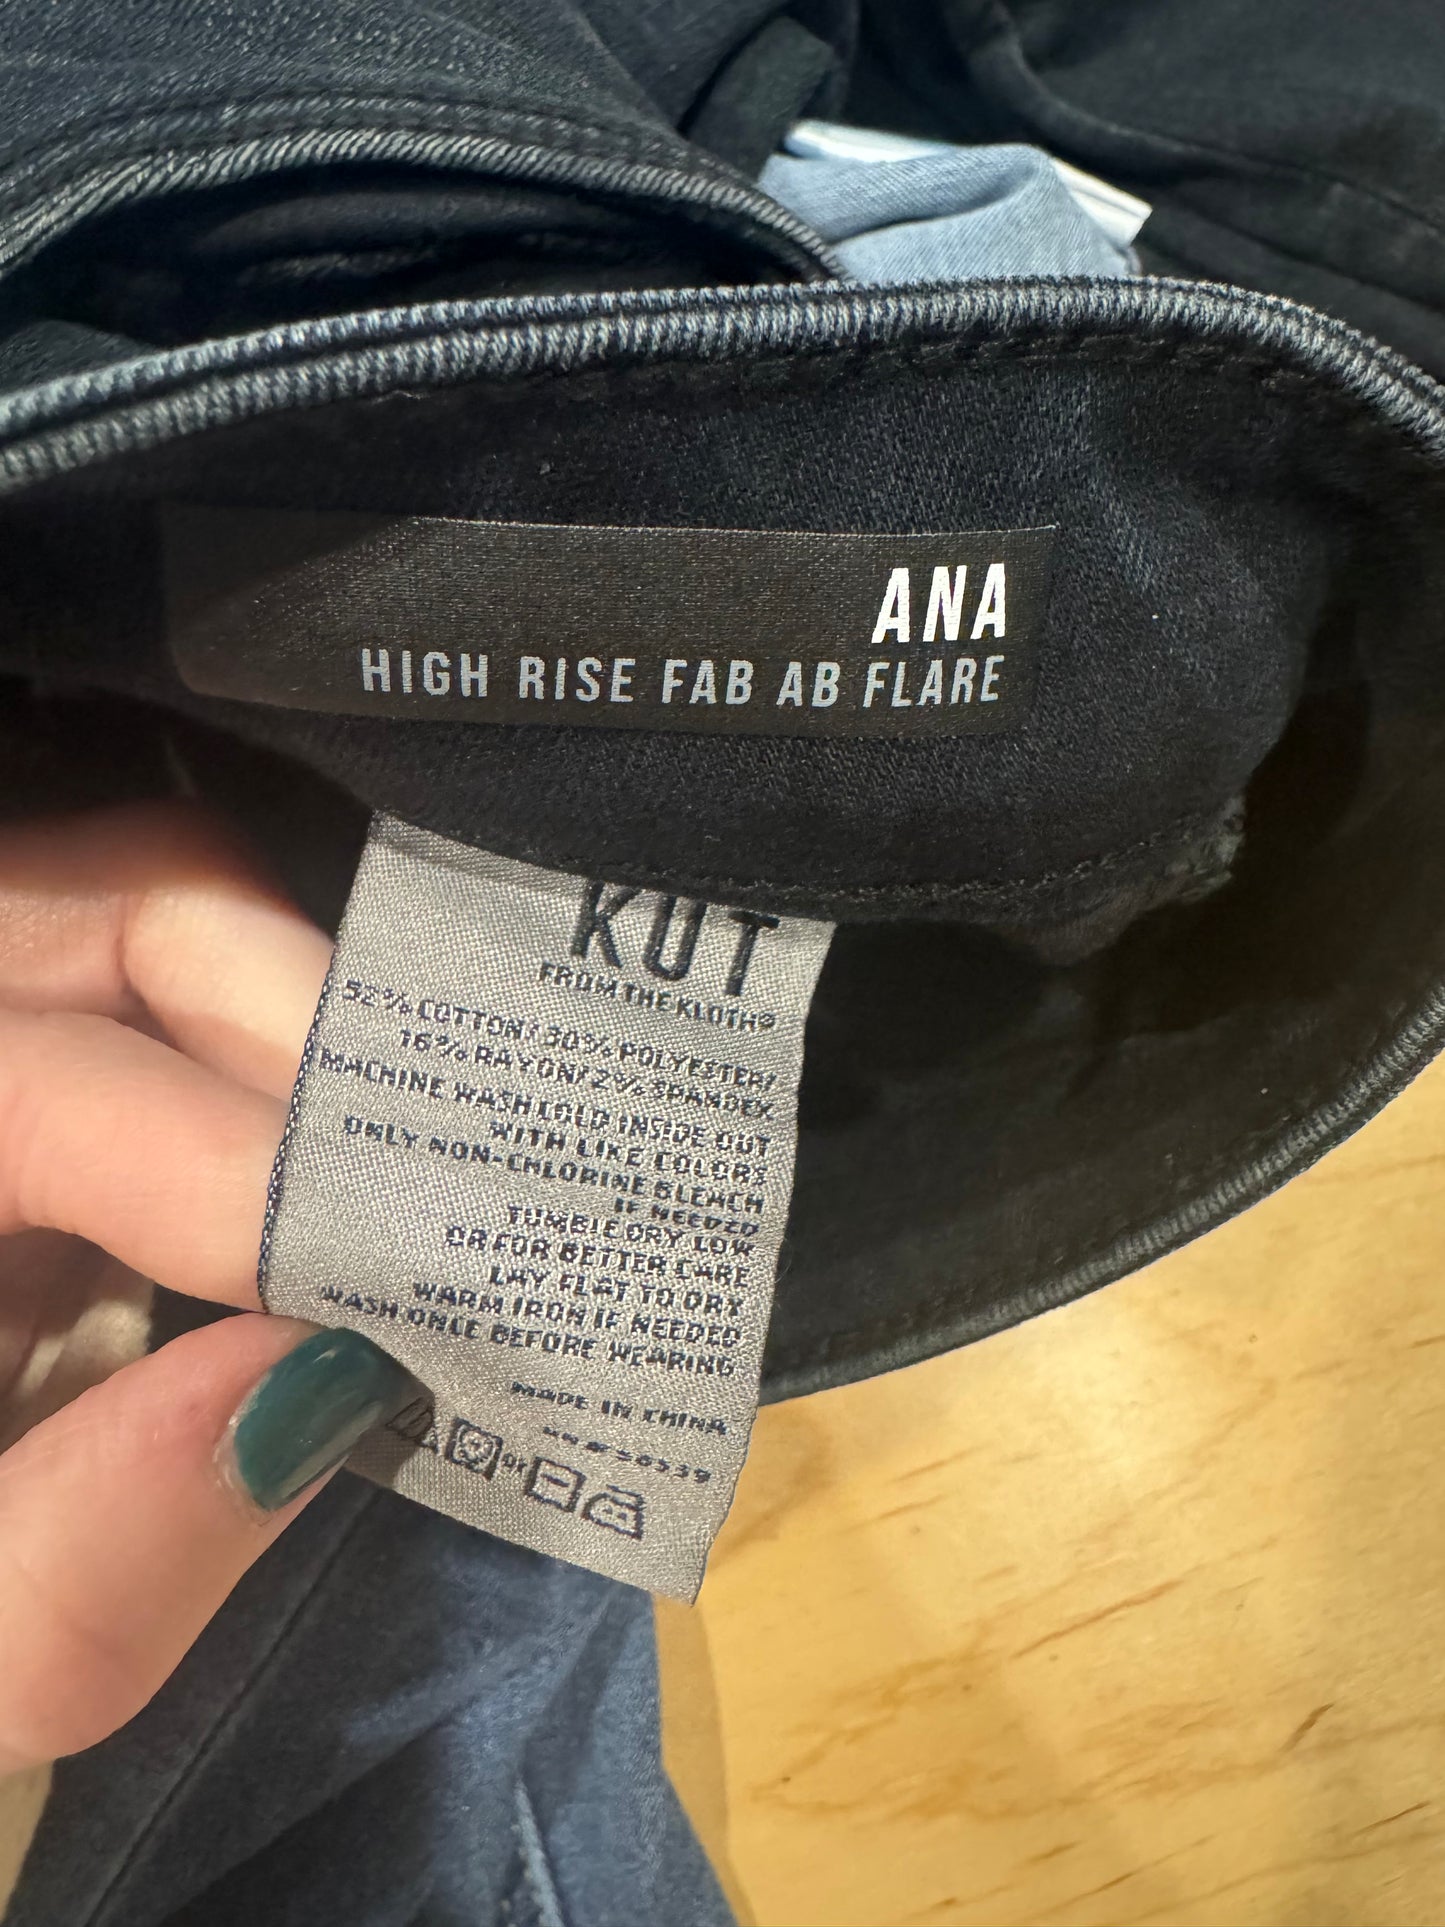 ANA
HIGH RISE FAB AB FLARE
KUT
FROM THE KLOTH®
52% COTTON/ 30% POLYESTER/
16% RAYON/ 2% SPANDEX
MACHINE WASH COLD INSIDE OUT
WITH LIKE COLORS
ONLY NON-CHLORINE BLEACH
IF NEEDED
TUMBLE DRY LOW
OR FOR BETTER CARE
LAY FLAT TO DRY
WARM IRON IF NEEDED
WASH ONCE BEFORE WEARING
MADE IN CHINA
or